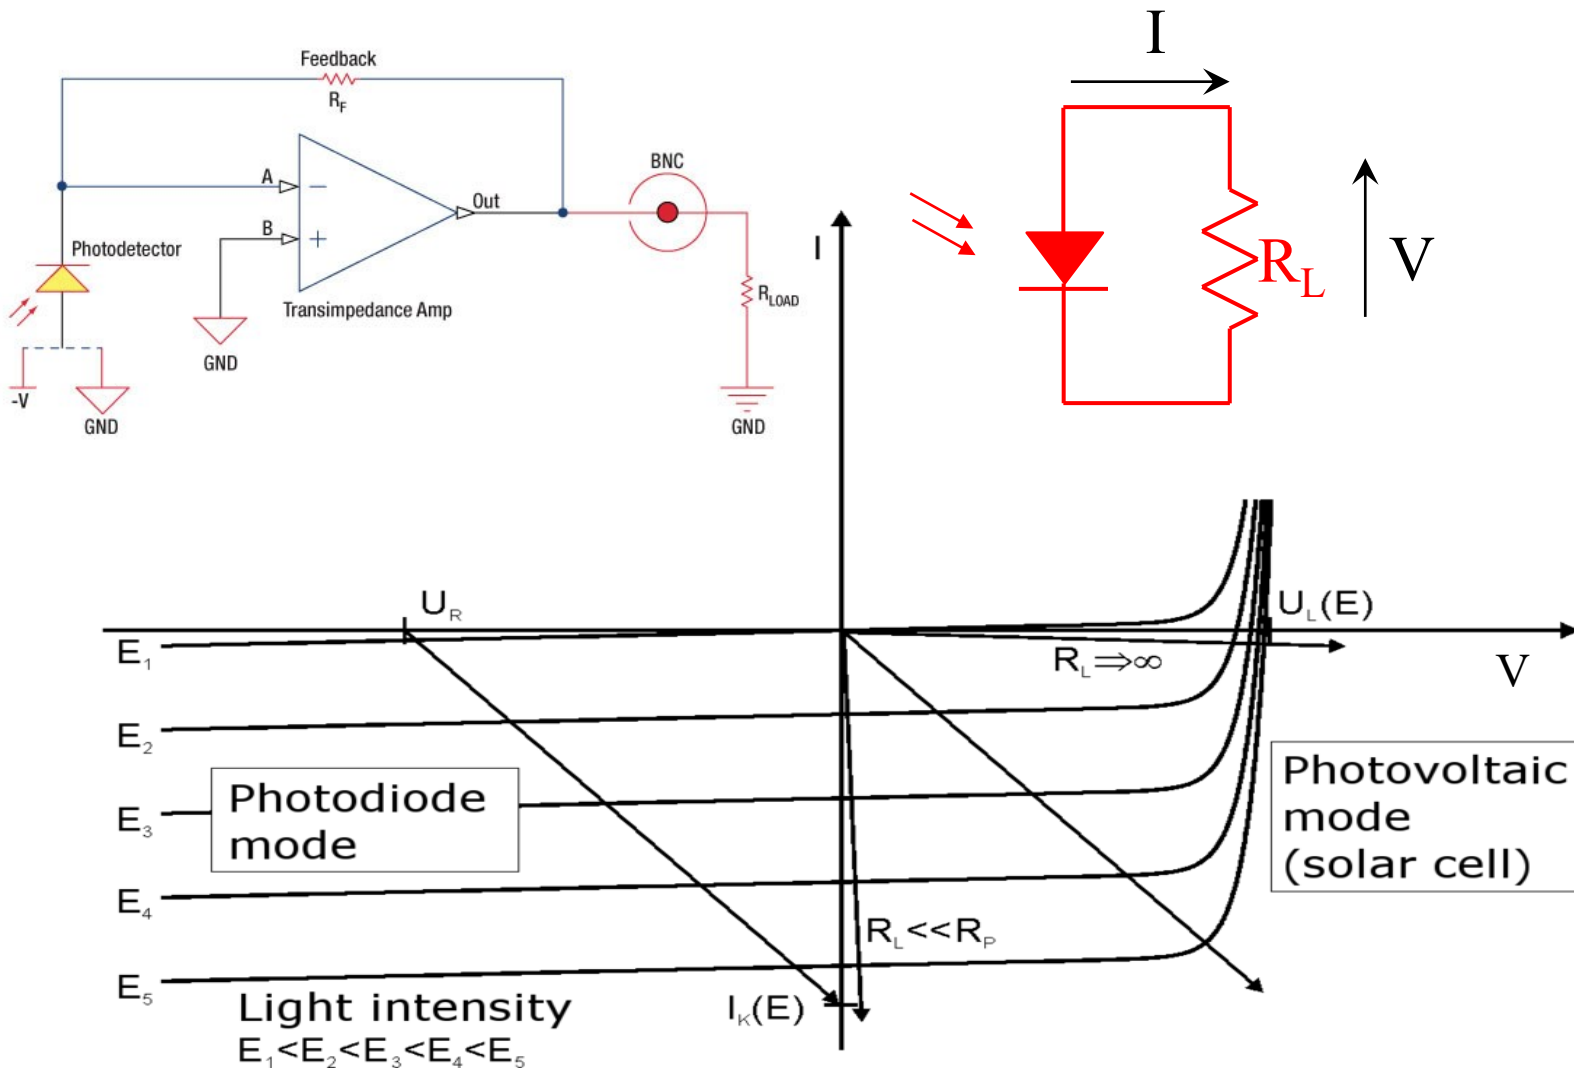 Feedback
R_F
A
−
B
+
Out
BNC
Photodetector
Transimpedance Amp
R_LOAD
GND
-V
GND
GND
I
R_L
V
I
U_R
U_L(E)
E_1
R_L⇒∞
V
E_2
Photodiode
mode
E_3
Photovoltaic
mode
(solar cell)
E_4
R_L<<R_P
E_5
Light intensity
I_K(E)
E_1<E_2<E_3<E_4<E_5